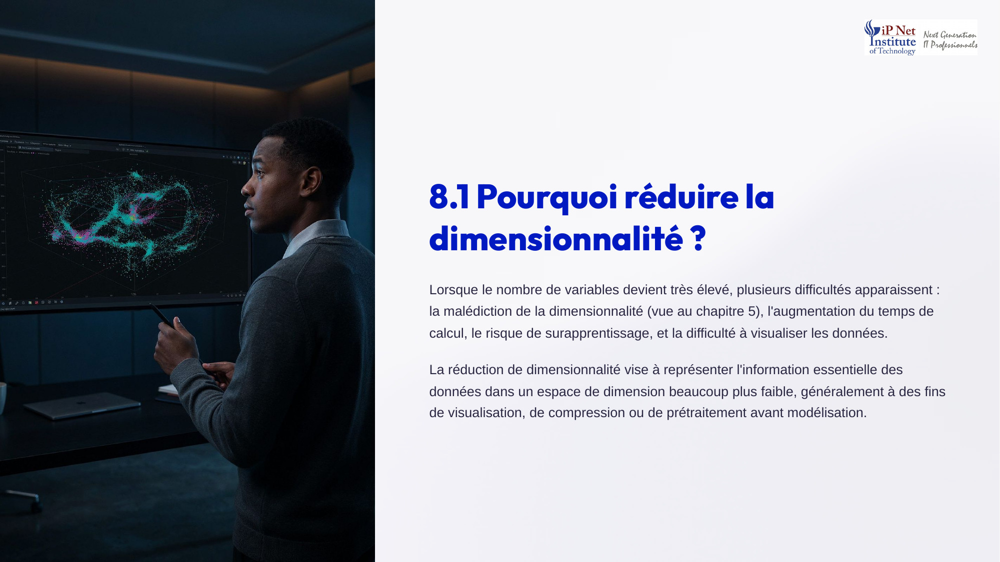 iP Net
Institute
of Technology
Next Generation
IT Professionnels
8.1 Pourquoi réduire la
dimensionnalité ?
Lorsque le nombre de variables devient très élevé, plusieurs difficultés apparaissent :
la malédiction de la dimensionnalité (vue au chapitre 5), l'augmentation du temps de
calcul, le risque de surapprentissage, et la difficulté à visualiser les données.
La réduction de dimensionnalité vise à représenter l'information essentielle des
données dans un espace de dimension beaucoup plus faible, généralement à des fins
de visualisation, de compression ou de prétraitement avant modélisation.